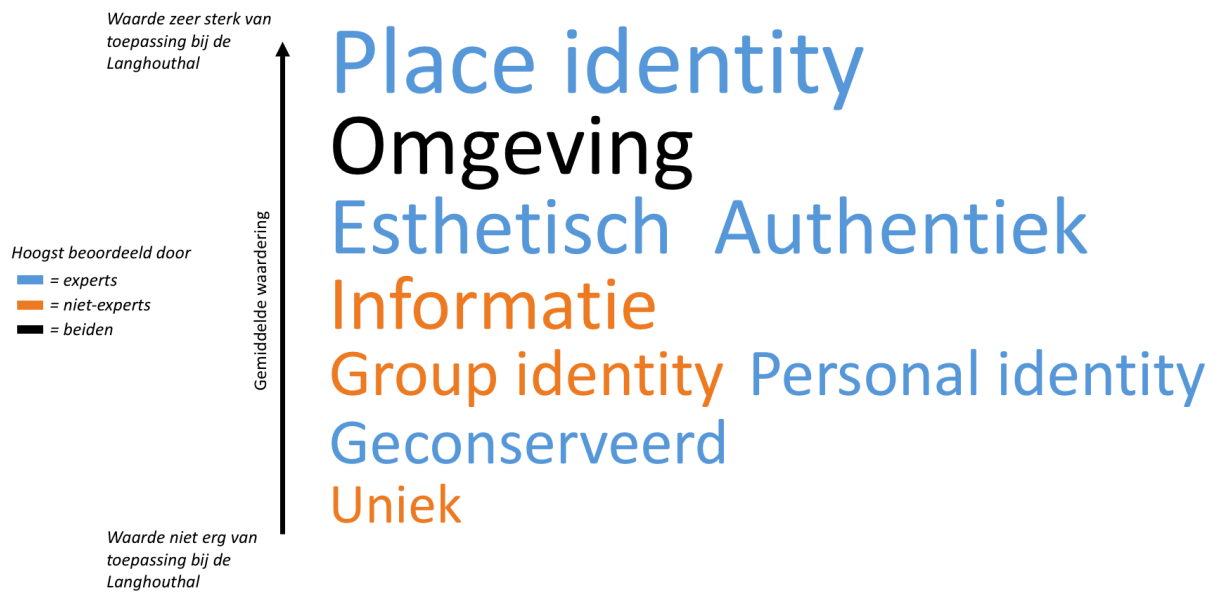 Waarde zeer sterk van
toepassing bij de
Langhouthal
Place identity
Omgeving
Esthetisch Authentiek
Informatie
Group identity Personal identity
Geconserveerd
Uniek
Gemiddelde waardering
Hoogst beoordeeld door
= experts
= niet-experts
= beiden
Waarde niet erg van
toepassing bij de
Langhouthal